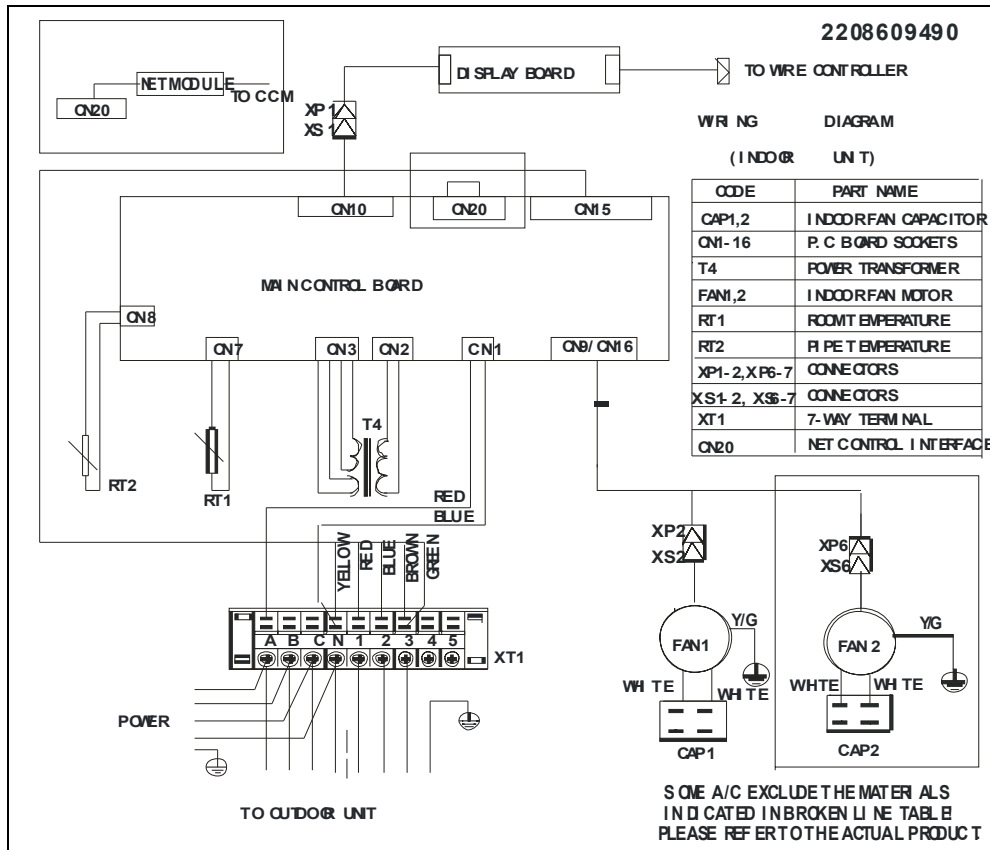 2208609490
NETMODULE
TO CCM
CN20
DISPLAY BOARD
TO WIRE CONTROLLER
XP1
XS1
WIRING DIAGRAM
(INDOOR UNIT)
CODE PART NAME
CAP1,2 INDOOR FAN CAPACITOR
CN1-16 P.C BOARD SOCKETS
T4 POWER TRANSFORMER
FAN1,2 INDOOR FAN MOTOR
RT1 ROOM TEMPERATURE
RT2 PIPE TEMPERATURE
XP1-2,XP6-7 CONNECTORS
XS1-2, XS6-7 CONNECTORS
XT1 7-WAY TERMINAL
CN20 NET CONTROL INTERFACE
CN10 CN20 CN15
MAIN CONTROL BOARD
CN8
CN7 CN3 CN2 CN1 CN9/CN16
T4
RT2
RT1
RED
BLUE
YELLOW
RED
BLUE
BROWN
GREEN
A B C N 1 2 3 4 5
XT1
POWER
TO OUTDOOR UNIT
XP2
XS2
XP6
XS6
FAN1
Y/G
FAN 2
Y/G
WHITE WHITE
WHTE WHITE
CAP1
CAP2
SOME A/C EXCLUDE THE MATERIALS
INDICATED IN BROKEN LINE TABLE
PLEASE REFER TO THE ACTUAL PRODUCT.